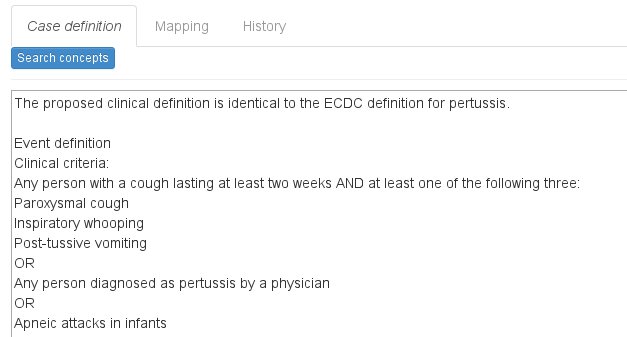 Case definition
Mapping
History
Search concepts
The proposed clinical definition is identical to the ECDC definition for pertussis.
Event definition
Clinical criteria:
Any person with a cough lasting at least two weeks AND at least one of the following three:
Paroxysmal cough
Inspiratory whooping
Post-tussive vomiting
OR
Any person diagnosed as pertussis by a physician
OR
Apneic attacks in infants